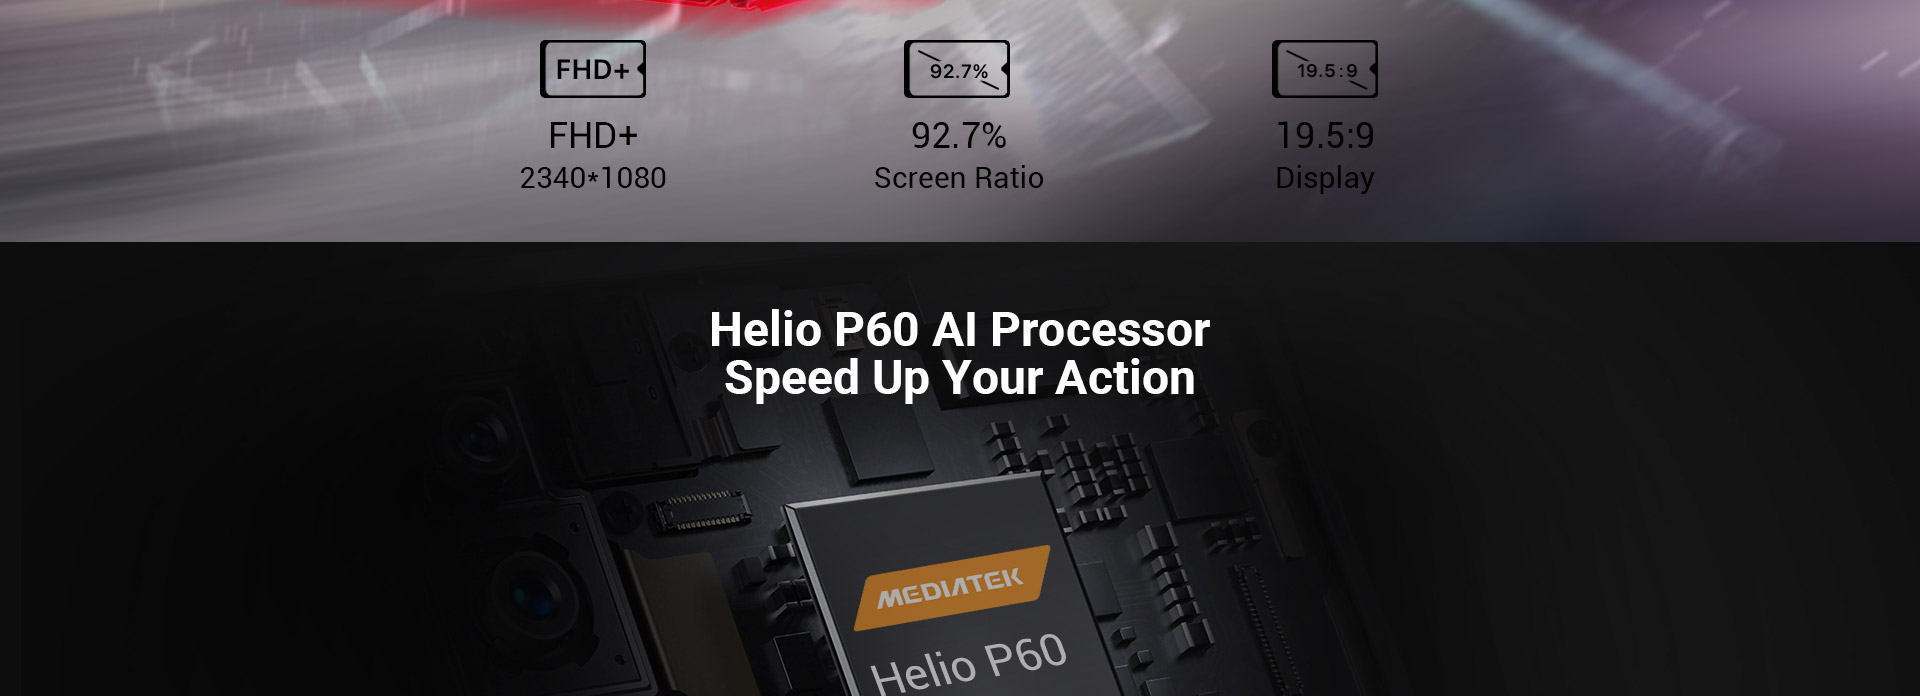 FHD+
92.7%
19.5:9
FHD+
92.7%
19.5:9
2340*1080
Screen Ratio
Display
Helio P60 AI Processor
Speed Up Your Action
MEDIATEK
Helio P60